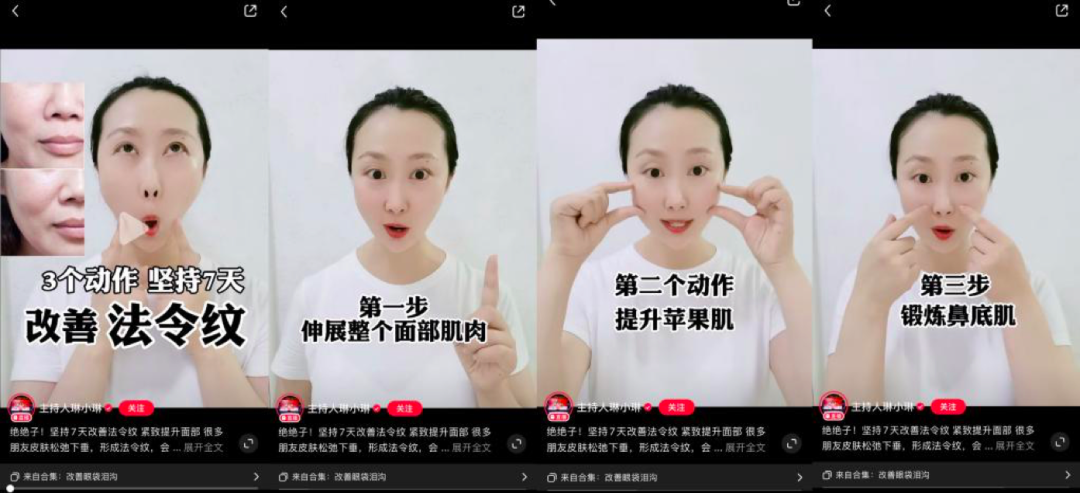 3个动作 坚持7天
改善 法令纹
主持人琳小琳
关注
绝绝子！坚持7天改善法令纹 紧致提升面部 很多
朋友皮肤松弛下垂，形成法令纹，会 ... 展开全文
来自合集：改善眼袋泪沟
第一步
伸展整个面部肌肉
主持人琳小琳
关注
绝绝子！坚持7天改善法令纹 紧致提升面部 很多
朋友皮肤松弛下垂，形成法令纹，会 ... 展开全文
来自合集：改善眼袋泪沟
第二个动作
提升苹果肌
主持人琳小琳
关注
绝绝子！坚持7天改善法令纹 紧致提升面部 很多
朋友皮肤松弛下垂，形成法令纹，会 ... 展开全文
来自合集：改善眼袋泪沟
第三步
锻炼鼻底肌
主持人琳小琳
关注
绝绝子！坚持7天改善法令纹 紧致提升面部 很多
朋友皮肤松弛下垂，形成法令纹，会 ... 展开全文
来自合集：改善眼袋泪沟